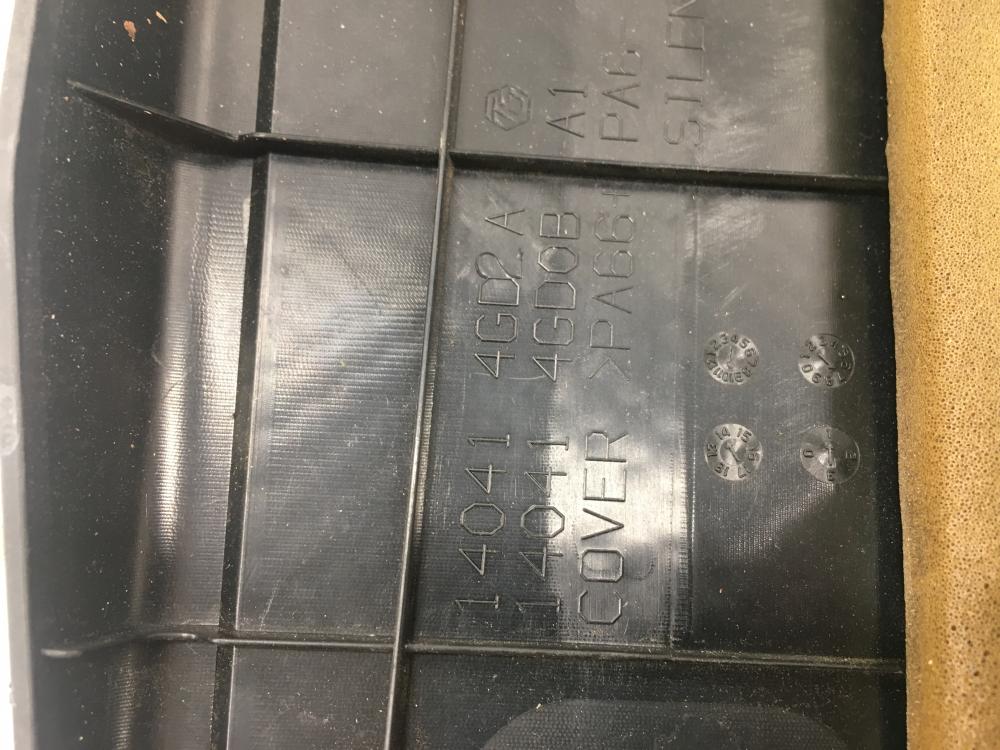 14041 4GD2A A1
14041 4GD0B PA6-
COVER >PA66+ SILEN